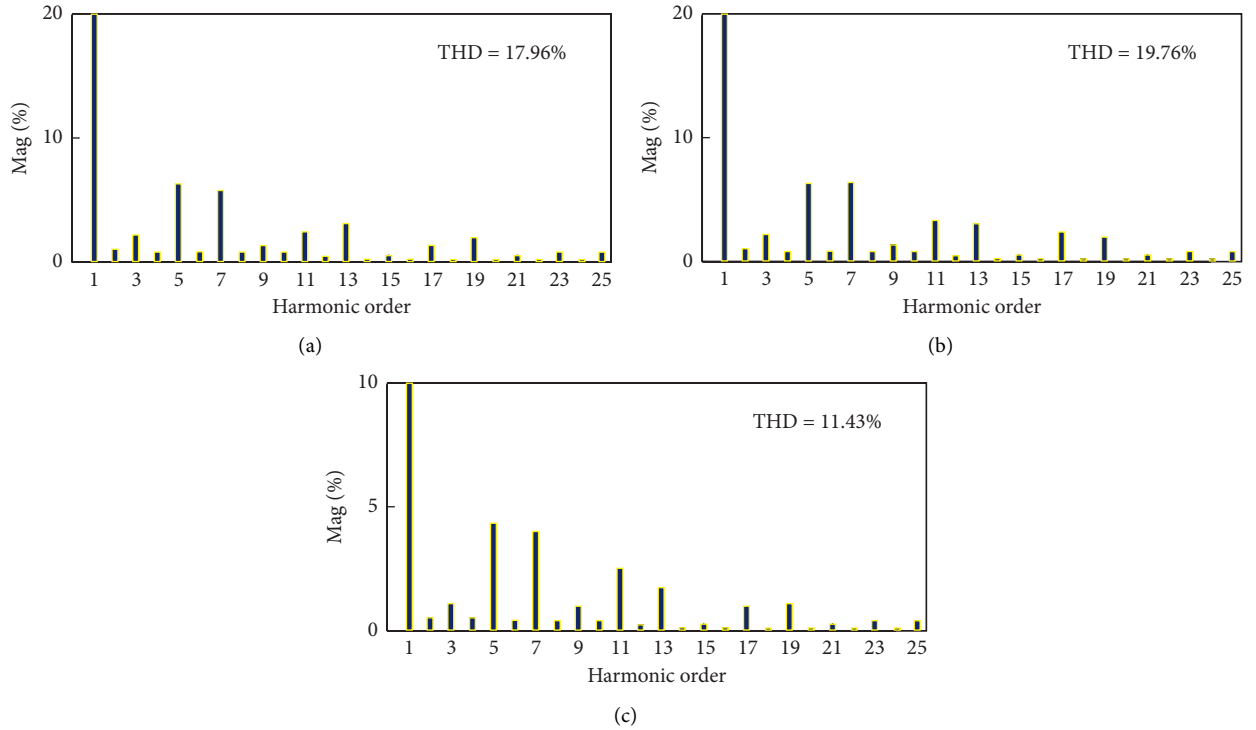 20
10
0
Mag (%)
THD = 17.96%
1 3 5 7 9 11 13 15 17 19 21 23 25
Harmonic order
(a)
20
10
0
Mag (%)
THD = 19.76%
1 3 5 7 9 11 13 15 17 19 21 23 25
Harmonic order
(b)
10
5
0
Mag (%)
THD = 11.43%
1 3 5 7 9 11 13 15 17 19 21 23 25
Harmonic order
(c)